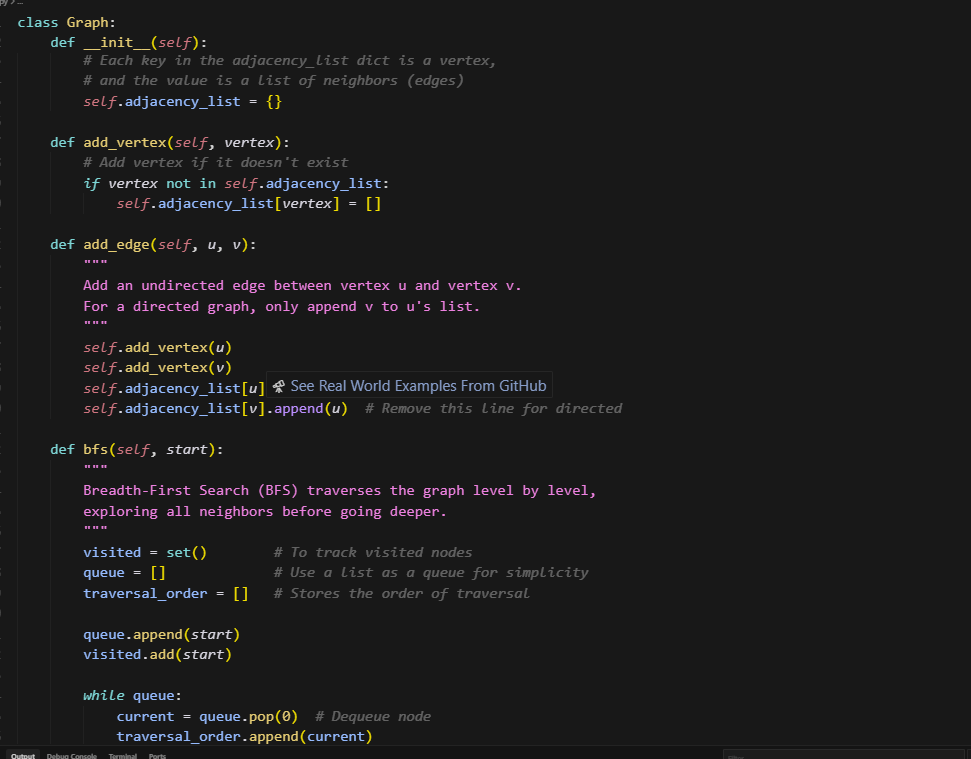 class Graph:
    def __init__(self):
        # Each key in the adjacency_list dict is a vertex,
        # and the value is a list of neighbors (edges)
        self.adjacency_list = {}

    def add_vertex(self, vertex):
        # Add vertex if it doesn't exist
        if vertex not in self.adjacency_list:
            self.adjacency_list[vertex] = []

    def add_edge(self, u, v):
        """
        Add an undirected edge between vertex u and vertex v.
        For a directed graph, only append v to u's list.
        """
        self.add_vertex(u)
        self.add_vertex(v)
        self.adjacency_list[u] See Real World Examples From GitHub
        self.adjacency_list[v].append(u)  # Remove this line for directed

    def bfs(self, start):
        """
        Breadth-First Search (BFS) traverses the graph level by level,
        exploring all neighbors before going deeper.
        """
        visited = set()        # To track visited nodes
        queue = []             # Use a list as a queue for simplicity
        traversal_order = []   # Stores the order of traversal

        queue.append(start)
        visited.add(start)

        while queue:
            current = queue.pop(0)  # Dequeue node
            traversal_order.append(current)
Output Debug Console Terminal Ports